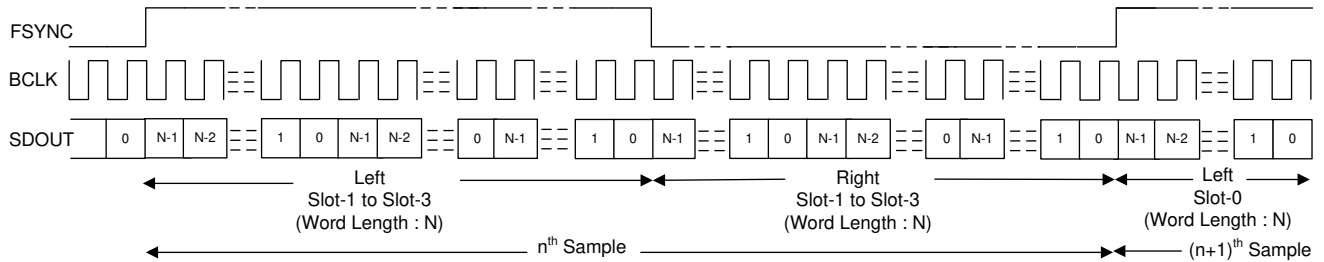 FSYNC
BCLK
SDOUT 0 N-1 N-2 1 0 N-1 N-2 0 N-1 1 0 N-1 1 0 N-1 N-2 0 N-1 1 0 N-1 N-2 1 0
Left Right Left
Slot-1 to Slot-3 Slot-1 to Slot-3 Slot-0
(Word Length : N) (Word Length : N) (Word Length : N)
nth Sample (n+1)th Sample